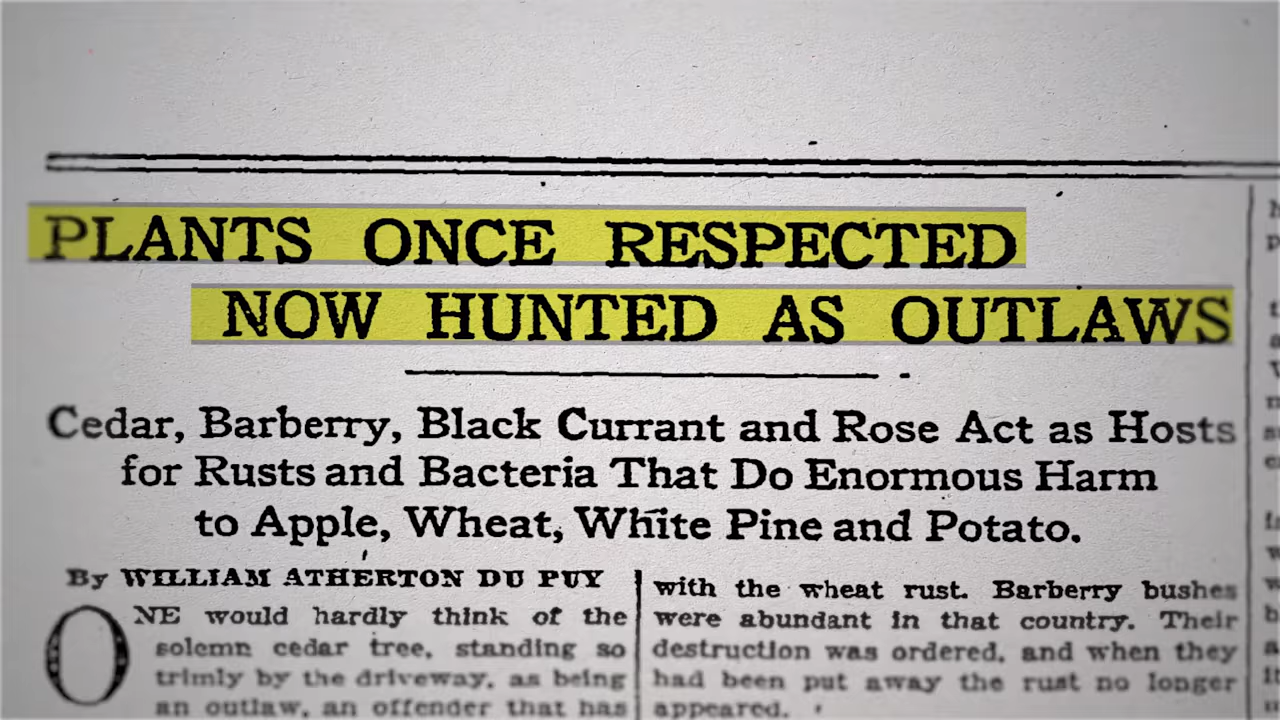 PLANTS ONCE RESPECTED
NOW HUNTED AS OUTLAWS
Cedar, Barberry, Black Currant and Rose Act as Hosts
for Rusts and Bacteria That Do Enormous Harm
to Apple, Wheat, White Pine and Potato.
By WILLIAM ATHERTON DU PUY
ONE would hardly think of the
solemn cedar tree, standing so
trimly by the driveway, as being
an outlaw, an offender that has
with the wheat rust. Barberry bushes
were abundant in that country. Their
destruction was ordered, and when they
had been put away the rust no longer
appeared.